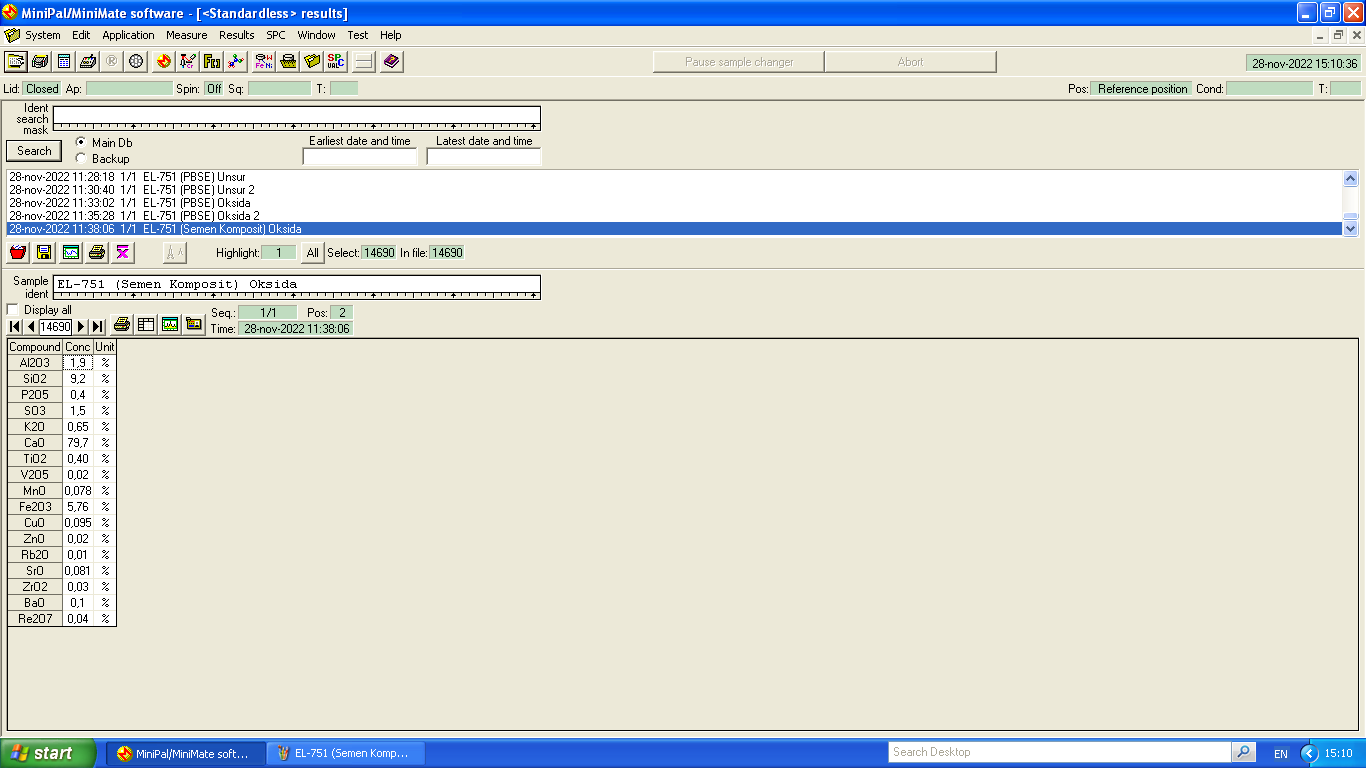 MiniPal/MiniMate software - [<Standardless> results]
System Edit Application Measure Results SPC Window Test Help
Pause sample changer Abort 28-nov-2022 15:10:36
Lid: Closed Ap: Spin: Off Sq: T: Pos: Reference position Cond: T:
Ident search mask
Search Main Db Earliest date and time Latest date and time
Backup
28-nov-2022 11:28:18 1/1 EL-751 (PBSE) Unsur
28-nov-2022 11:30:40 1/1 EL-751 (PBSE) Unsur 2
28-nov-2022 11:33:02 1/1 EL-751 (PBSE) Oksida
28-nov-2022 11:35:28 1/1 EL-751 (PBSE) Oksida 2
28-nov-2022 11:38:06 1/1 EL-751 (Semen Komposit) Oksida
Highlight: 1 All Select: 14690 In file: 14690
Sample ident EL-751 (Semen Komposit) Oksida
Display all Seq.: 1/1 Pos: 2
14690 Time: 28-nov-2022 11:38:06
Compound Conc Unit
Al2O3 1,9 %
SiO2 9,2 %
P2O5 0,4 %
SO3 1,5 %
K2O 0,65 %
CaO 79,7 %
TiO2 0,40 %
V2O5 0,02 %
MnO 0,078 %
Fe2O3 5,76 %
CuO 0,095 %
ZnO 0,02 %
Rb2O 0,01 %
SrO 0,081 %
ZrO2 0,03 %
BaO 0,1 %
Re2O7 0,04 %
start MiniPal/MiniMate soft... EL-751 (Semen Komp... Search Desktop EN 15:10